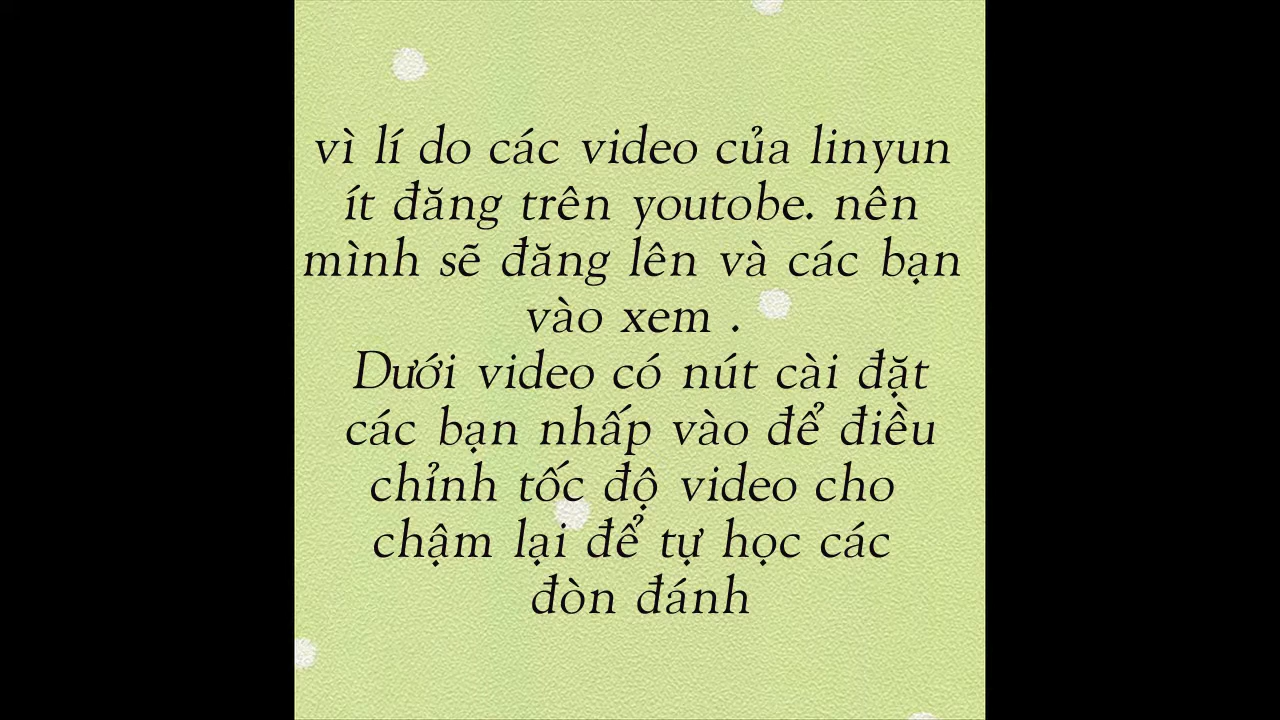 vì lí do các video của linyun
ít đăng trên youtobe. nên
mình sẽ đăng lên và các bạn
vào xem .
Dưới video có nút cài đặt
các bạn nhấp vào để điều
chỉnh tốc độ video cho
chậm lại để tự học các
đòn đánh